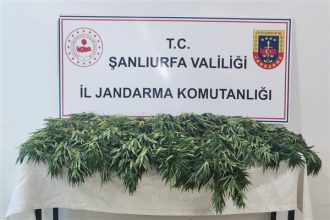 T.C.
ŞANLIURFA VALİLİĞİ
İL JANDARMA KOMUTANLIĞI